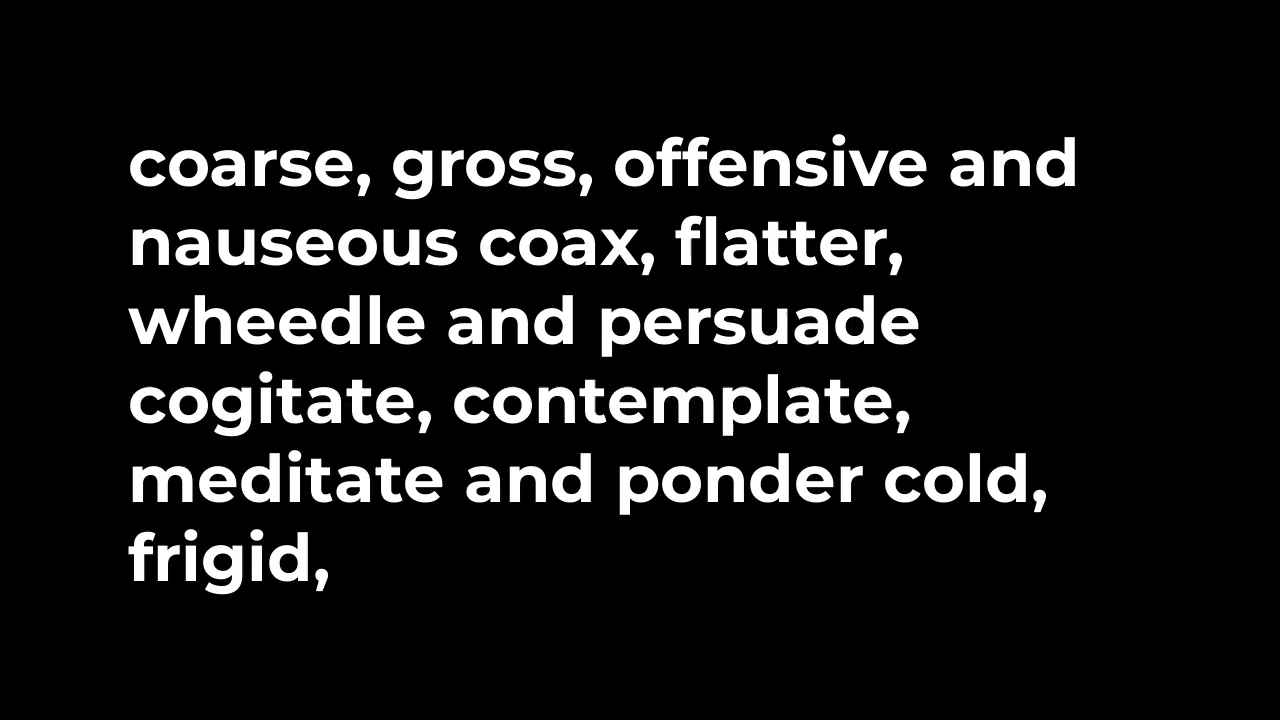 coarse, gross, offensive and
nauseous coax, flatter,
wheedle and persuade
cogitate, contemplate,
meditate and ponder cold,
frigid,